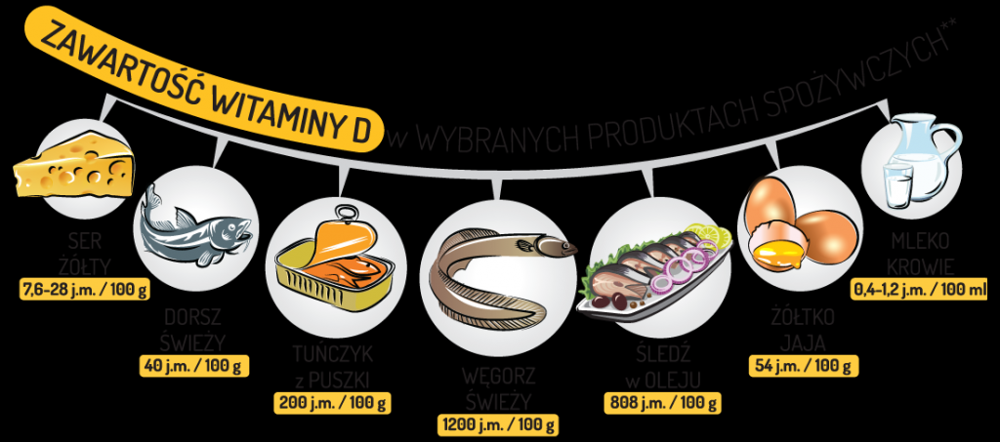 ZAWARTOŚĆ WITAMINY D w WYBRANYCH PRODUKTACH SPOŻYWCZYCH**
SER
ŻÓŁTY
7,6-28 j.m. / 100 g
DORSZ
ŚWIEŻY
40 j.m. / 100 g
TUŃCZYK
z PUSZKI
200 j.m. / 100 g
WĘGORZ
ŚWIEŻY
1200 j.m. / 100 g
ŚLEDŹ
w OLEJU
808 j.m. / 100 g
ŻÓŁTKO
JAJA
54 j.m. / 100 g
MLEKO
KROWIE
0,4-1,2 j.m. / 100 ml